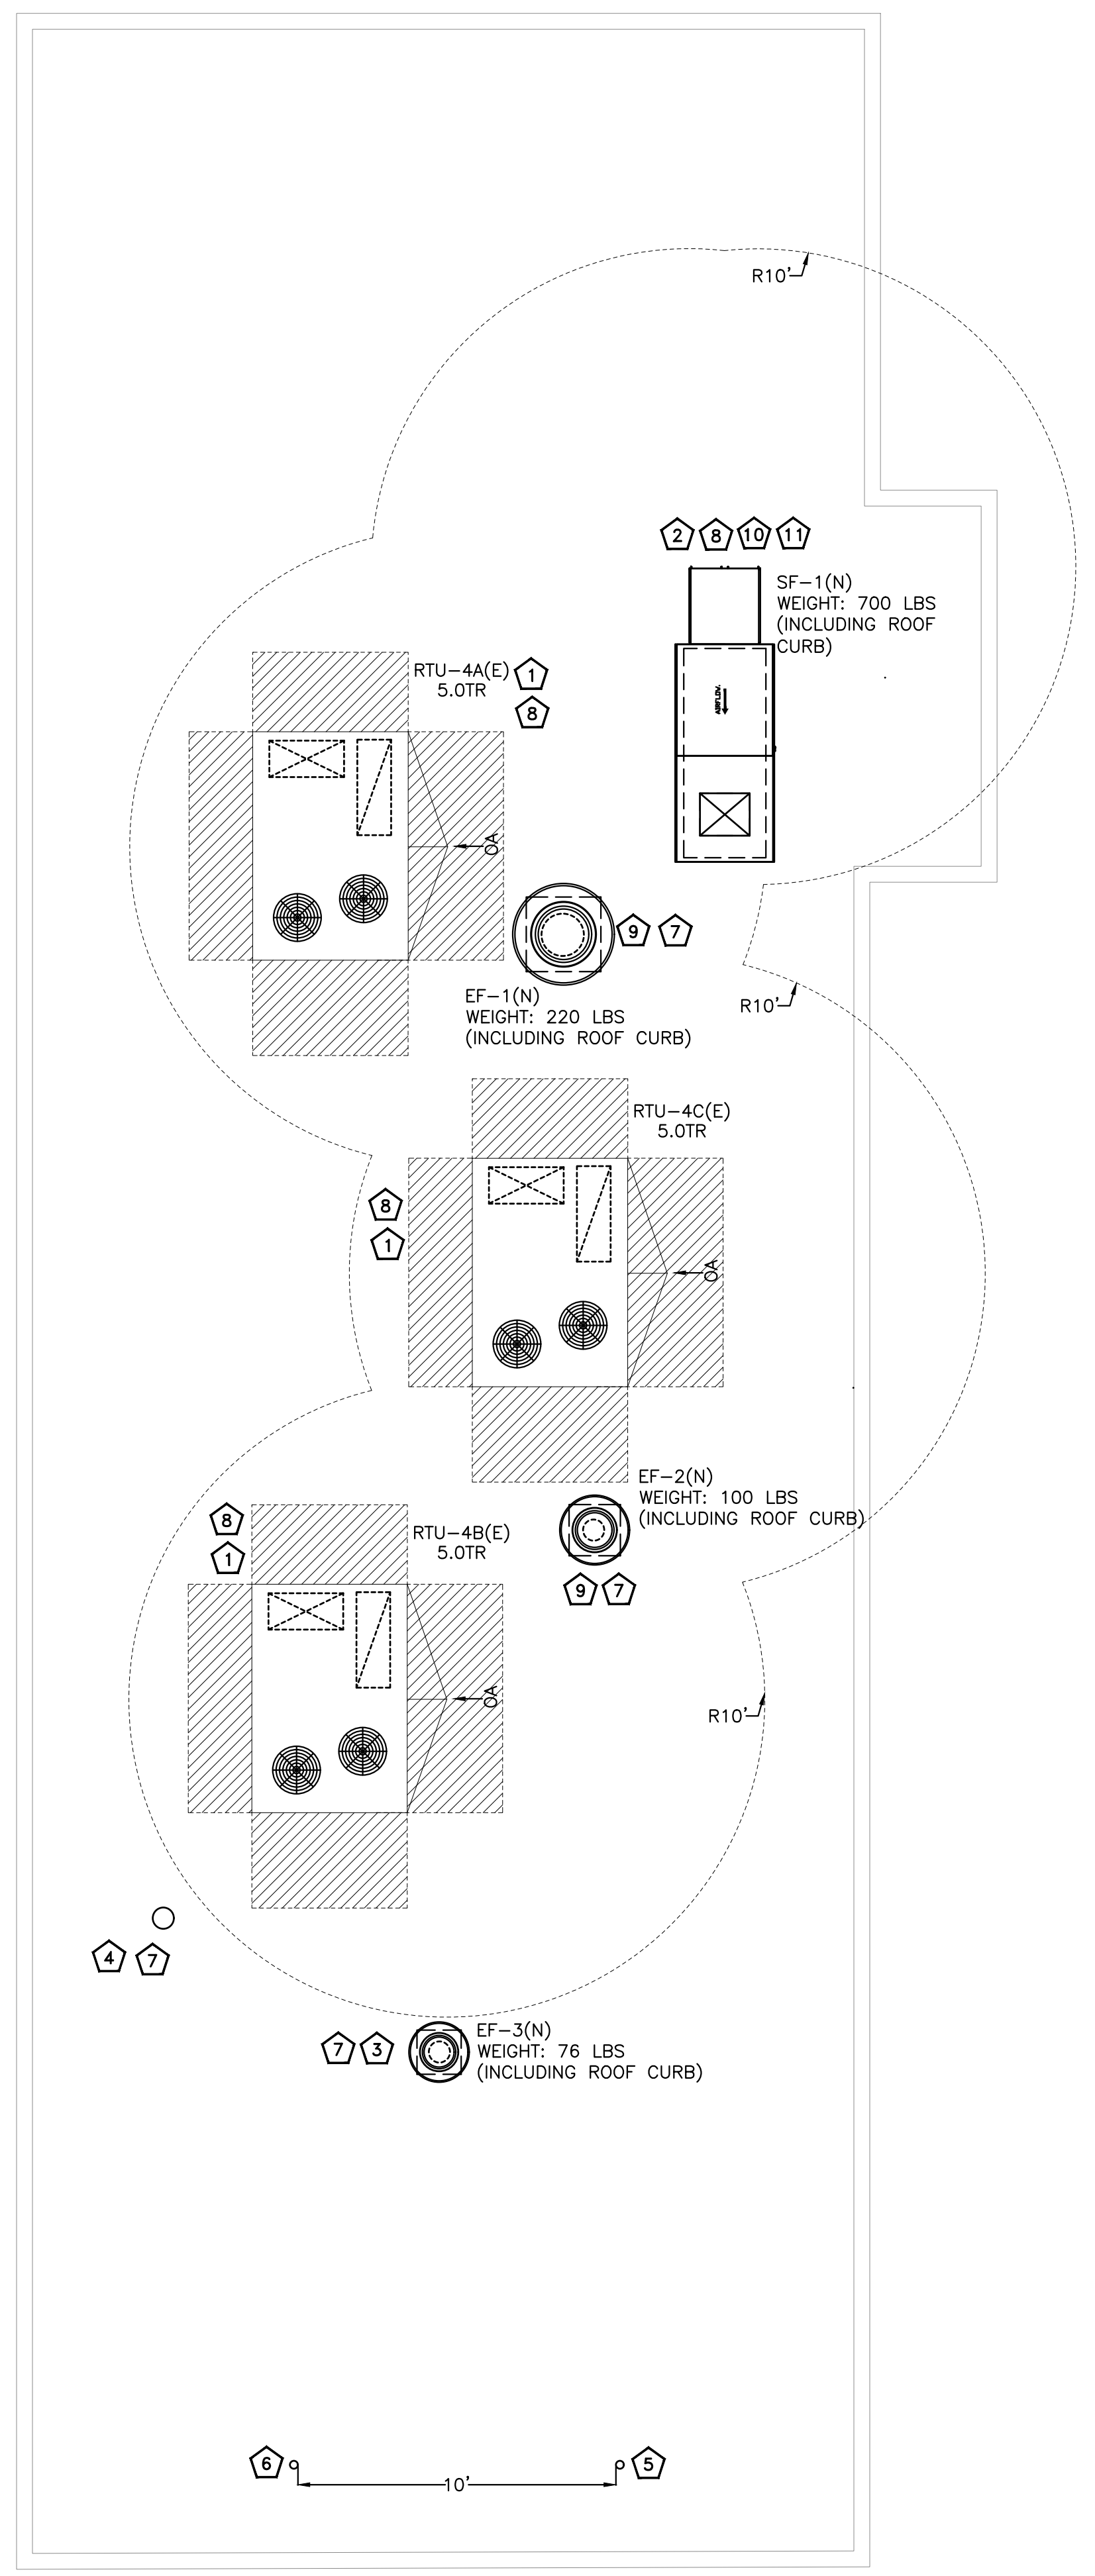 R10'
2 8 10 11
SF-1(N)
WEIGHT: 700 LBS
(INCLUDING ROOF
CURB)
RTU-4A(E) 1
5.0TR
8
AIRFLOW.
OA
9 7
EF-1(N)
WEIGHT: 220 LBS
(INCLUDING ROOF CURB)
R10'
RTU-4C(E)
5.0TR
8
1
OA
EF-2(N)
WEIGHT: 100 LBS
(INCLUDING ROOF CURB)
9 7
8
1
RTU-4B(E)
5.0TR
OA
R10'
4 7
7 3
EF-3(N)
WEIGHT: 76 LBS
(INCLUDING ROOF CURB)
6
5
10'